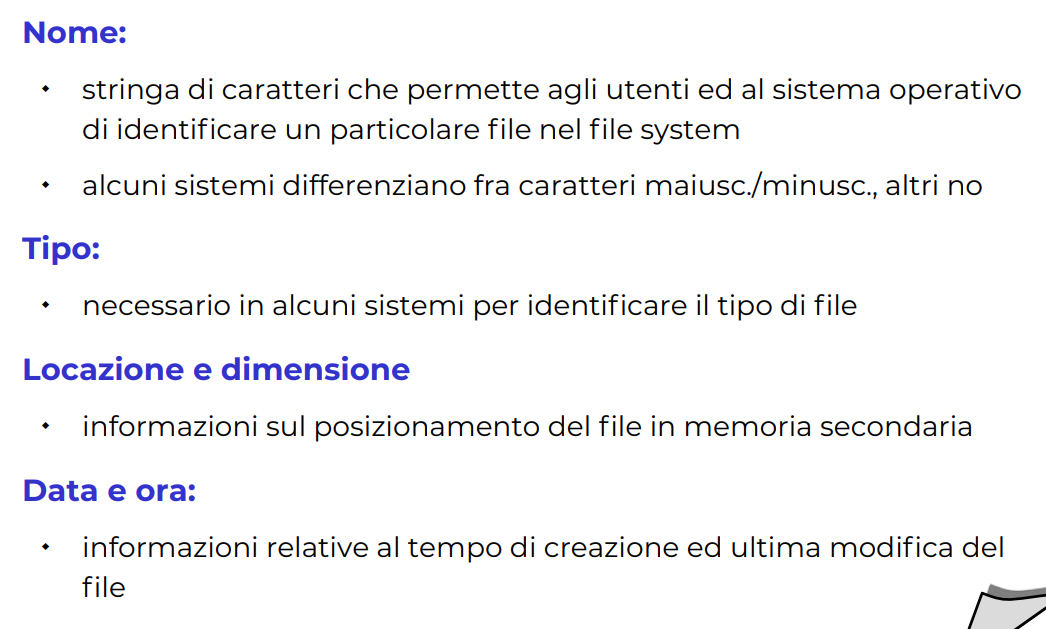 Nome:
• stringa di caratteri che permette agli utenti ed al sistema operativo
di identificare un particolare file nel file system
• alcuni sistemi differenziano fra caratteri maiusc./minusc., altri no
Tipo:
• necessario in alcuni sistemi per identificare il tipo di file
Locazione e dimensione
• informazioni sul posizionamento del file in memoria secondaria
Data e ora:
• informazioni relative al tempo di creazione ed ultima modifica del
file